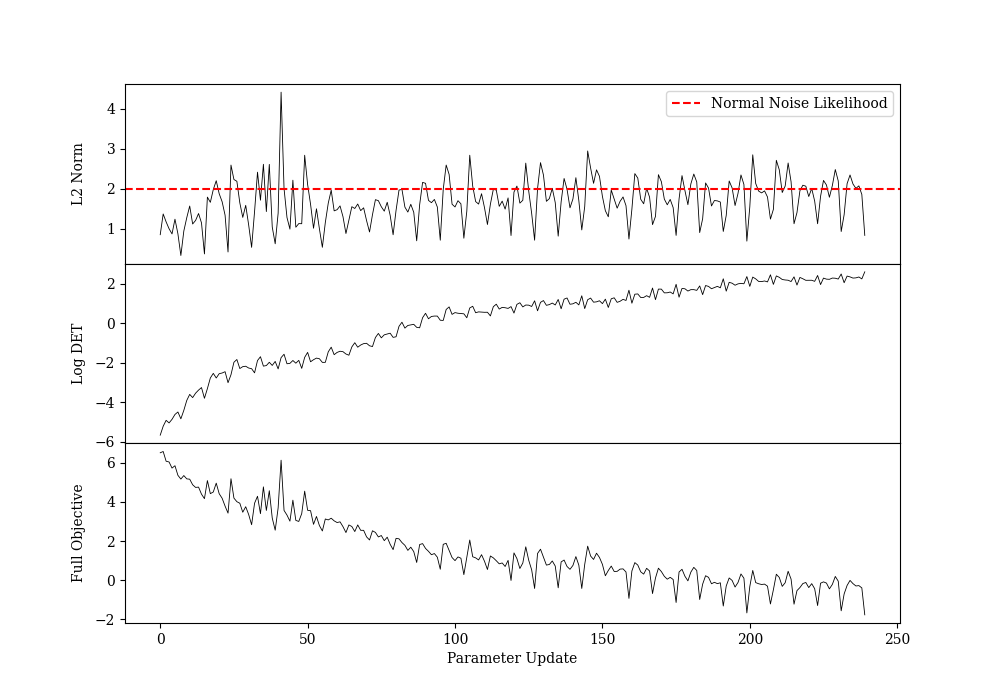 Normal Noise Likelihood
L2 Norm
4
3
2
1
Log DET
2
0
−2
−4
−6
Full Objective
6
4
2
0
−2
0 50 100 150 200 250
Parameter Update